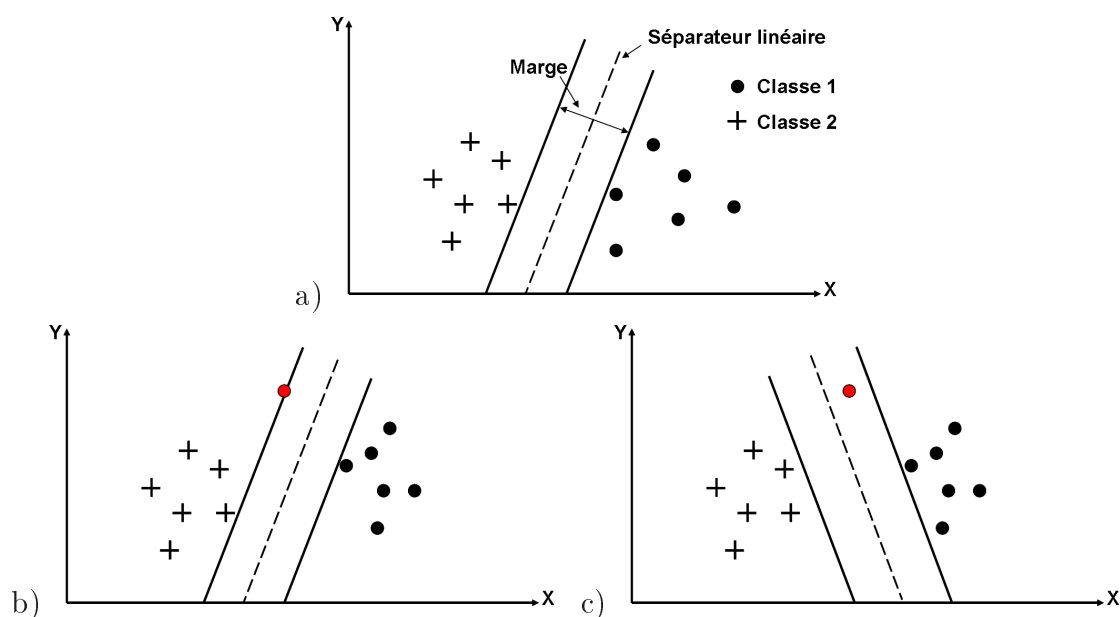 Y
Séparateur linéaire
Marge
Classe 1
Classe 2
X
a)
Y
X
b)
Y
X
c)